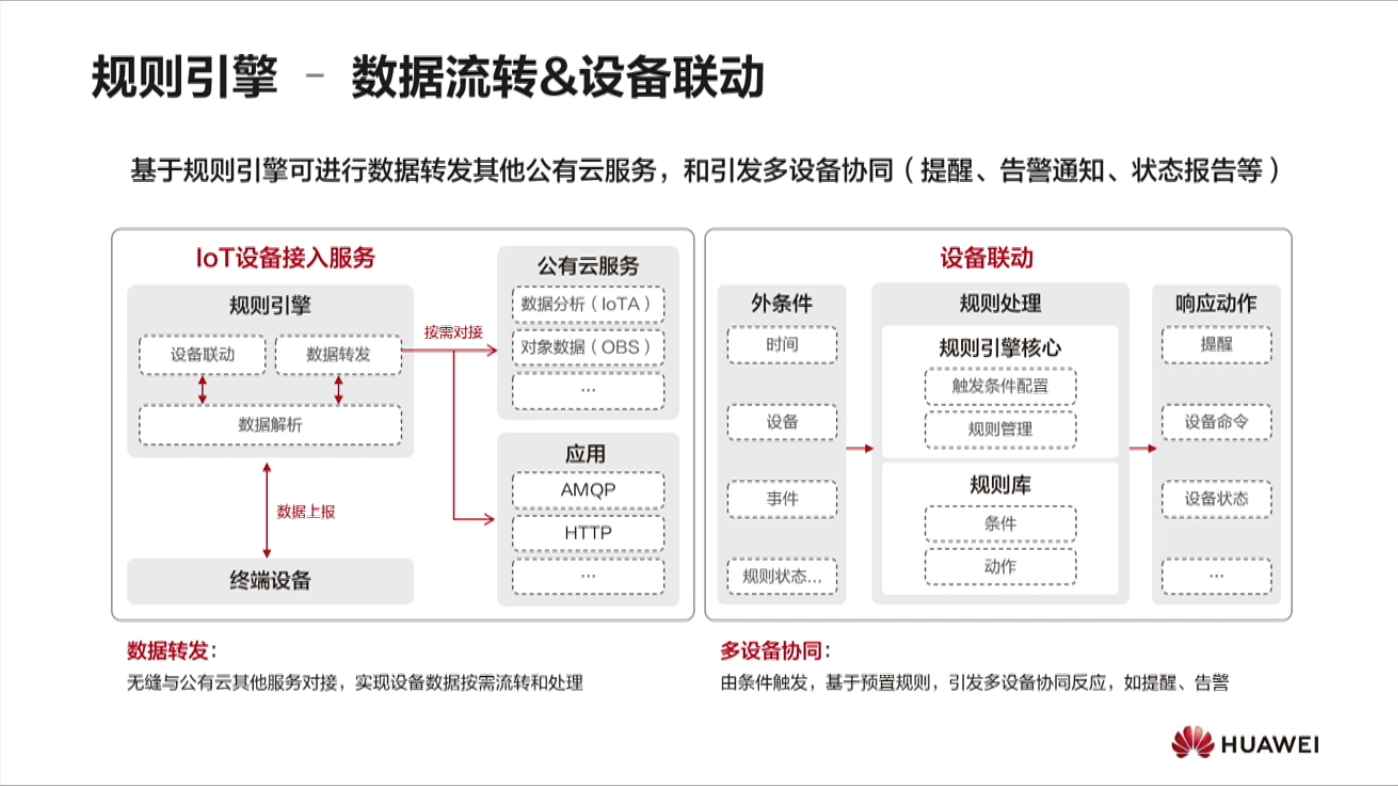 规则引擎 - 数据流转&设备联动
基于规则引擎可进行数据转发其他公有云服务，和引发多设备协同（提醒、告警通知、状态报告等）
IoT设备接入服务
规则引擎
设备联动
数据转发
数据解析
数据上报
终端设备
按需对接
公有云服务
数据分析（IoTA）
对象数据（OBS）
...
应用
AMQP
HTTP
...
设备联动
外条件
时间
设备
事件
规则状态...
规则处理
规则引擎核心
触发条件配置
规则管理
规则库
条件
动作
响应动作
提醒
设备命令
设备状态
...
数据转发：
无缝与公有云其他服务对接，实现设备数据按需流转和处理
多设备协同：
由条件触发，基于预置规则，引发多设备协同反应，如提醒、告警
HUAWEI